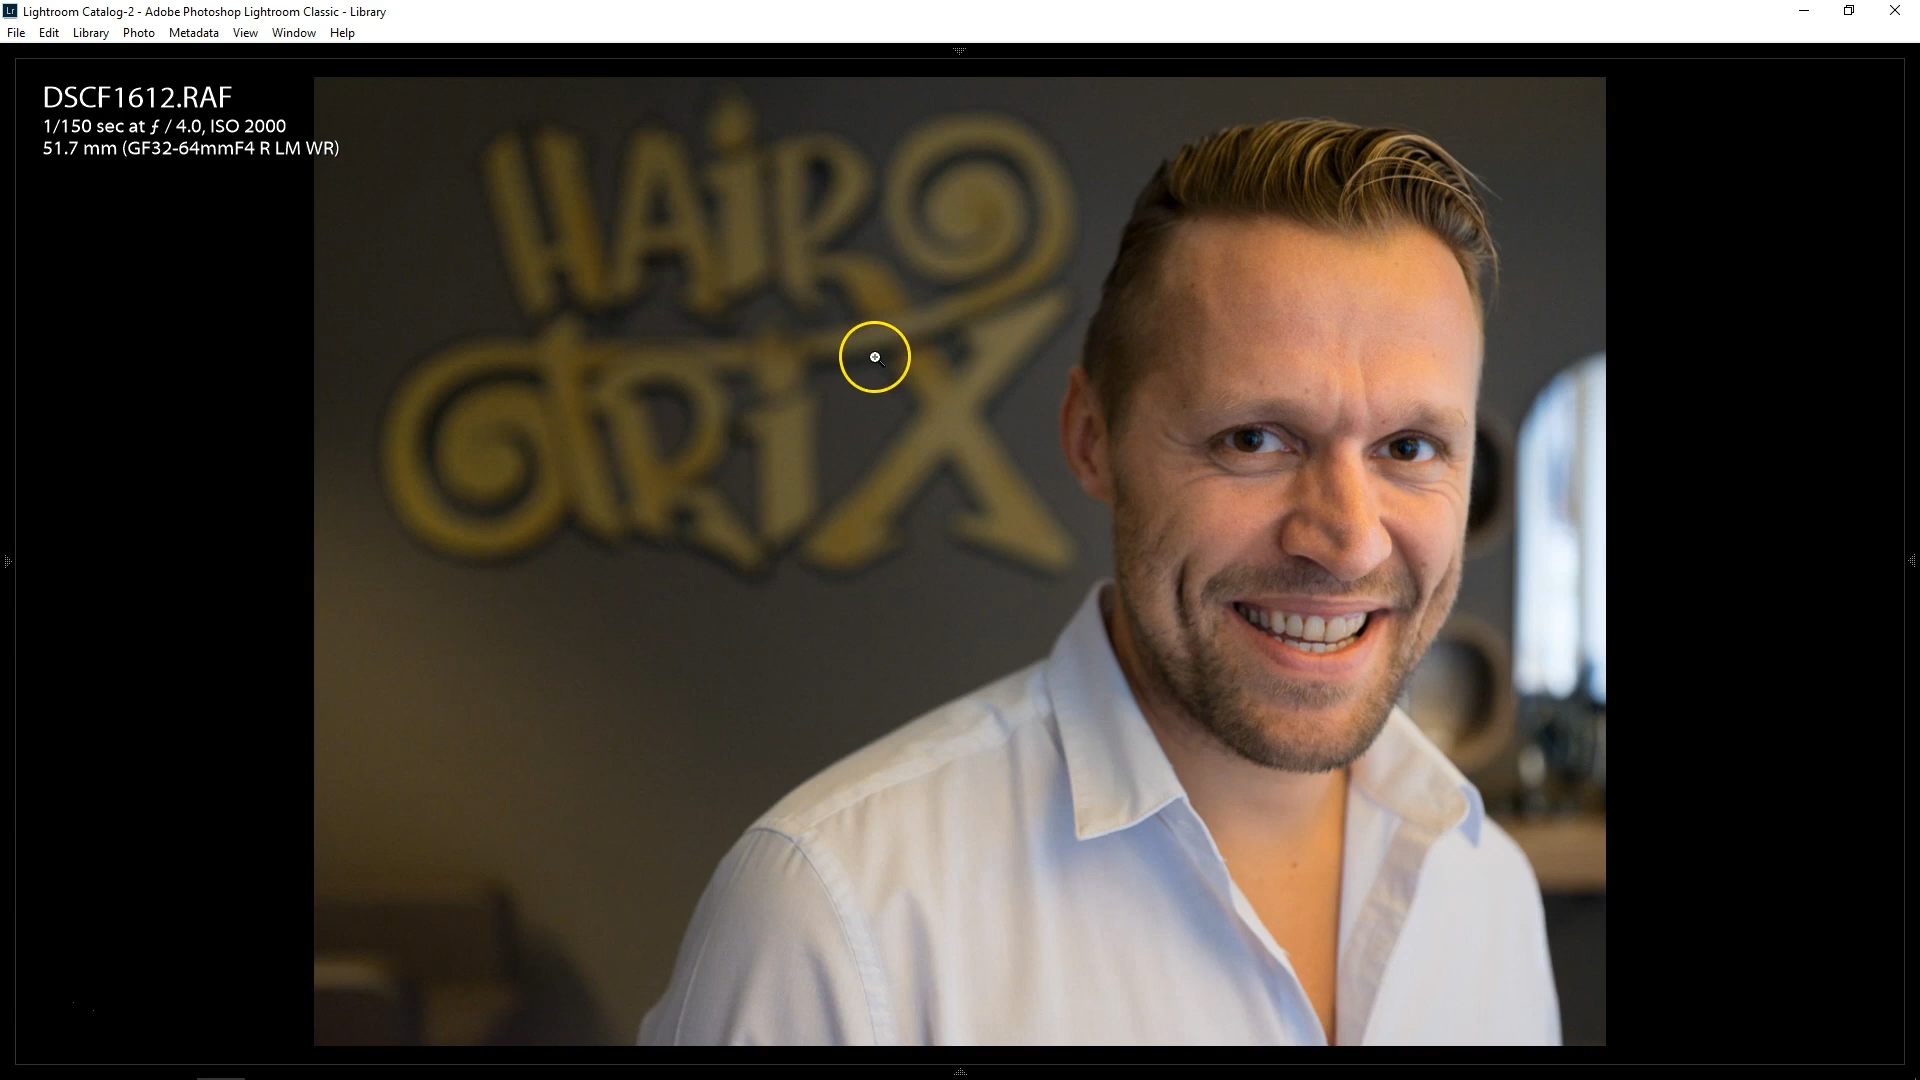 Lightroom Catalog-2 - Adobe Photoshop Lightroom Classic - Library
File Edit Library Photo Metadata View Window Help
DSCF1612.RAF
1/150 sec at ƒ / 4.0, ISO 2000
51.7 mm (GF32-64mmF4 R LM WR)
HAIR
TRIX